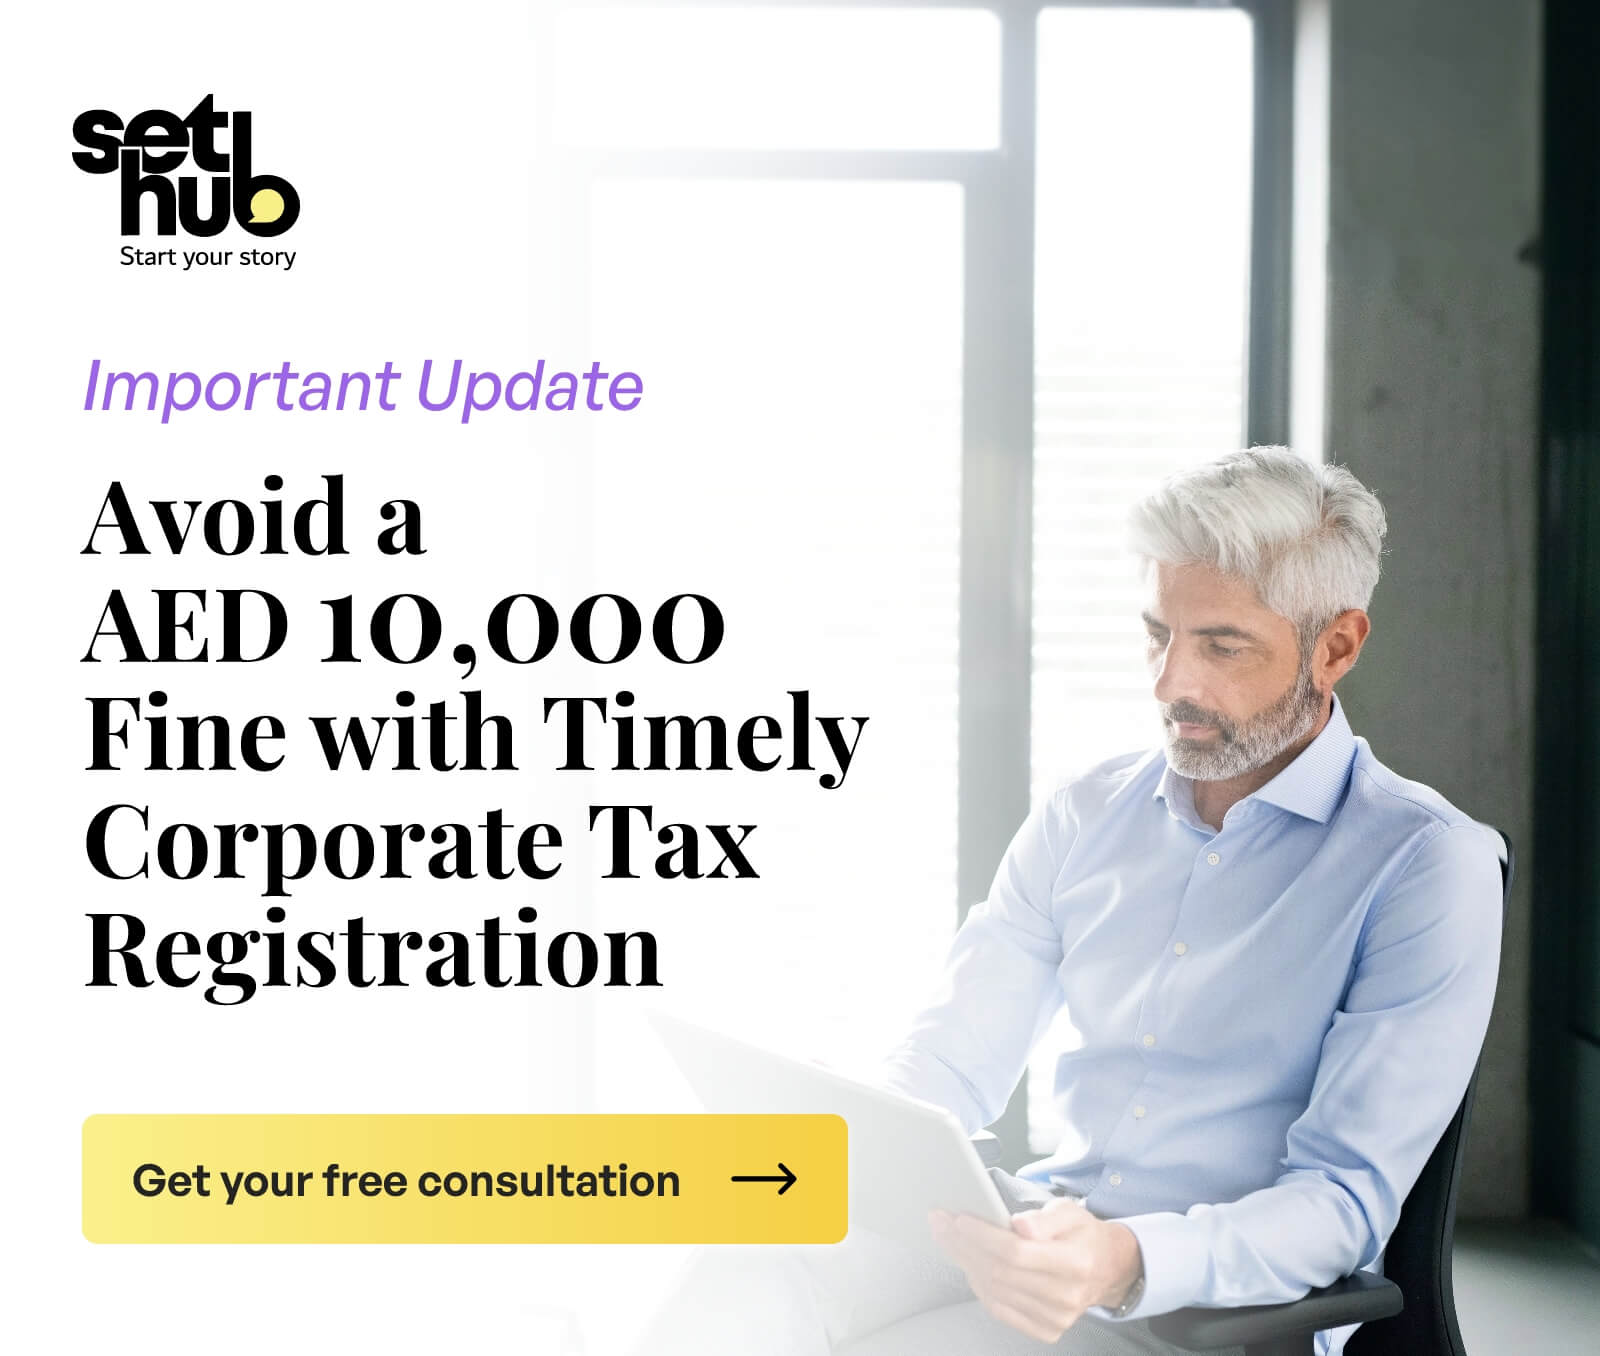 set
hub
Start your story
Important Update
Avoid a
AED 10,000
Fine with Timely
Corporate Tax
Registration
Get your free consultation